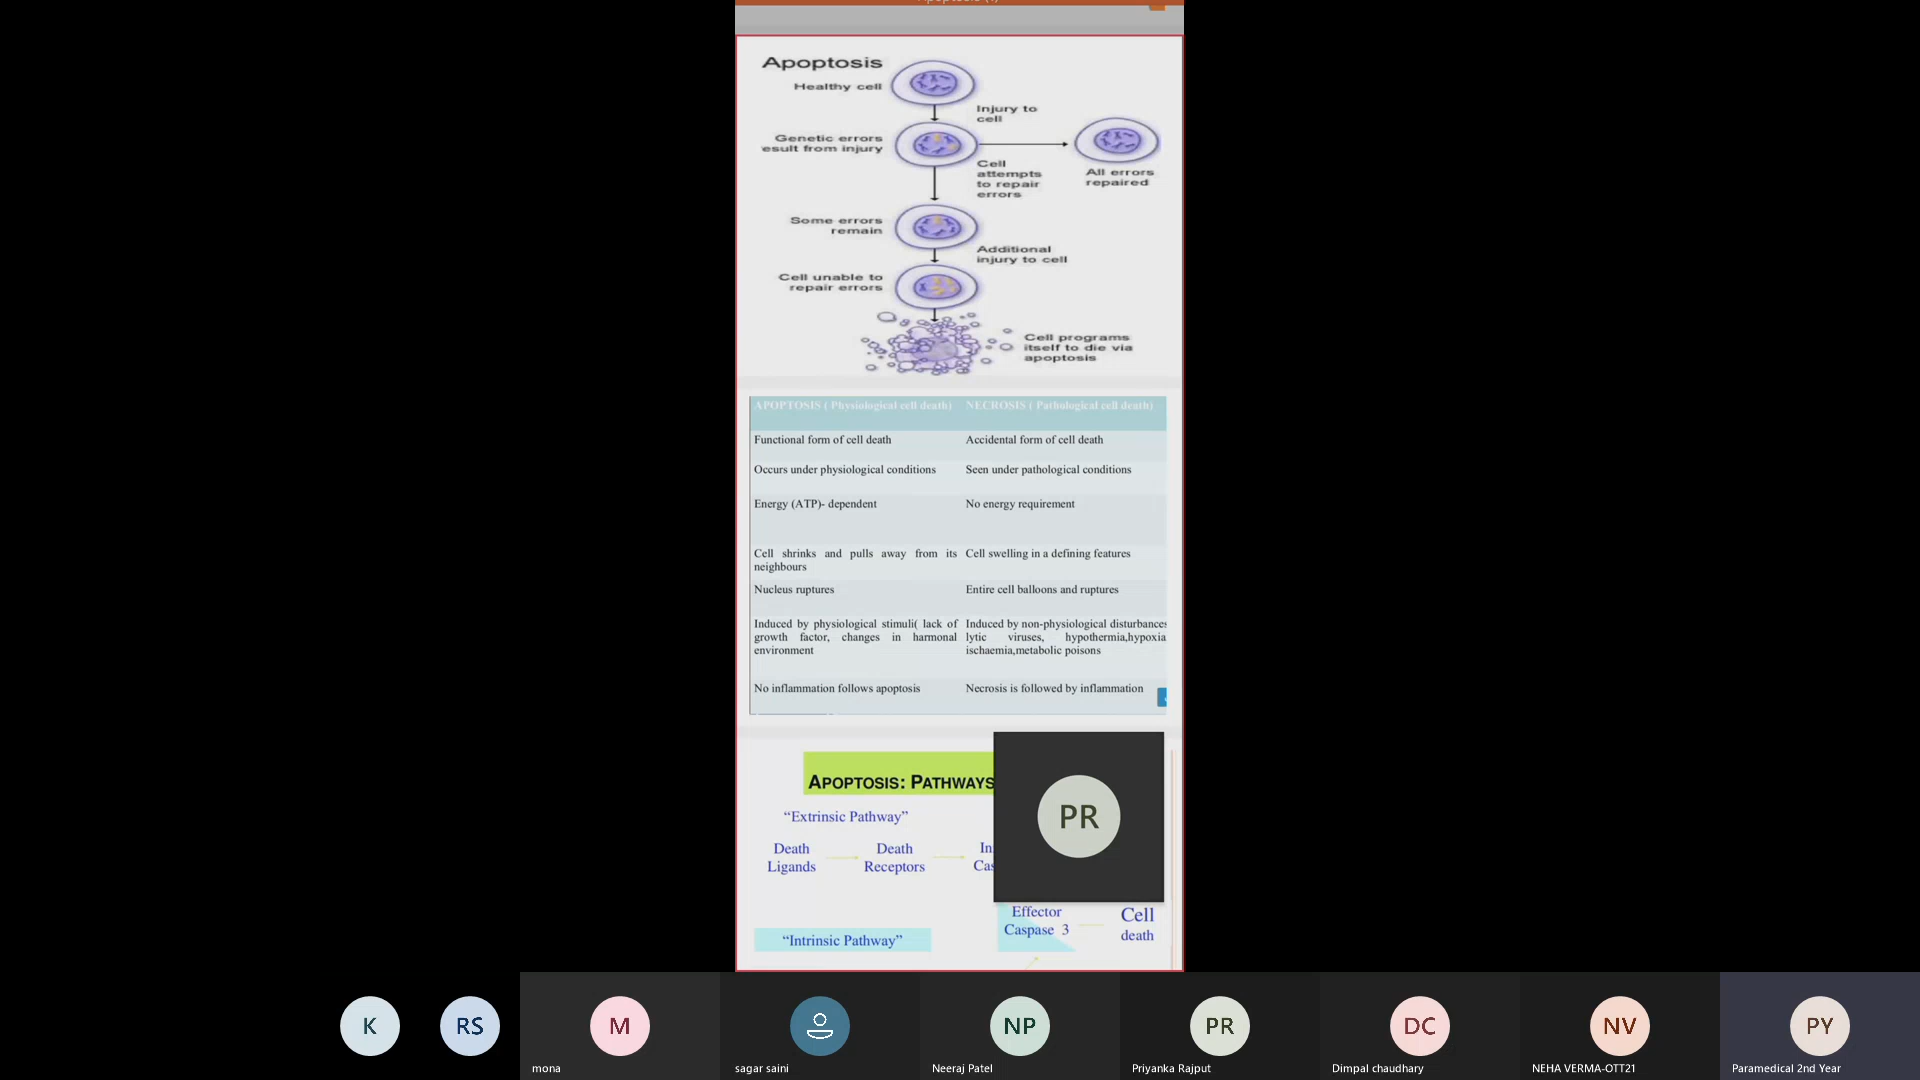 Apoptosis
Healthy cell
Injury to
cell
Genetic errors
esult from injury
Cell
attempts
to repair
errors
All errors
repaired
Some errors
remain
Additional
injury to cell
Cell unable to
repair errors
Cell programs
itself to die via
apoptosis
APOPTOSIS ( Physiological cell death) NECROSIS ( Pathological cell death)
Functional form of cell death Accidental form of cell death
Occurs under physiological conditions Seen under pathological conditions
Energy (ATP)- dependent No energy requirement
Cell shrinks and pulls away from its Cell swelling in a defining features
neighbours
Nucleus ruptures Entire cell balloons and ruptures
Induced by physiological stimuli( lack of Induced by non-physiological disturbances
growth factor, changes in harmonal lytic viruses, hypothermia,hypoxia
environment ischaemia,metabolic poisons
No inflammation follows apoptosis Necrosis is followed by inflammation
APOPTOSIS: PATHWAYS
“Extrinsic Pathway”
Death Death In
Ligands Receptors Cas
PR
Effector Cell
Caspase 3 death
“Intrinsic Pathway”
K RS M NP PR DC NV PY
mona sagar saini Neeraj Patel Priyanka Rajput Dimpal chaudhary NEHA VERMA-OTT21 Paramedical 2nd Year